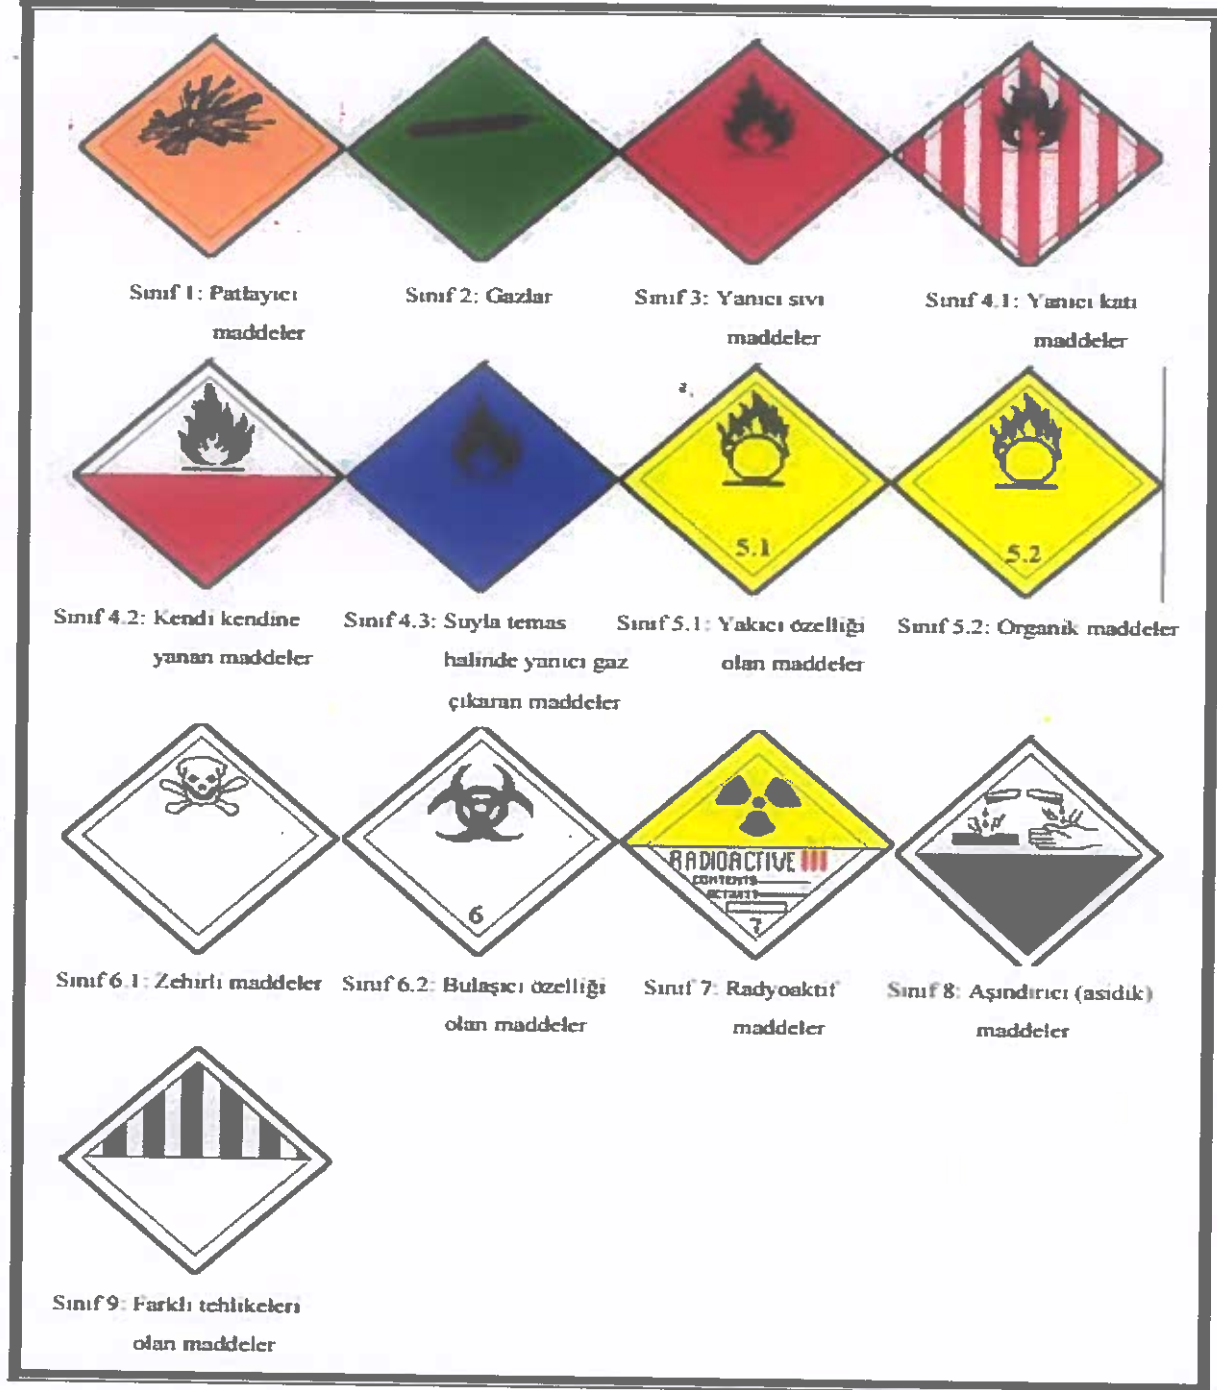 Sınıf 1: Patlayıcı
maddeler
Sınıf 2: Gazlar
Sınıf 3: Yanıcı sıvı
maddeler
Sınıf 4.1: Yanıcı katı
maddeler
5.1
5.2
Sınıf 4.2: Kendi kendine
yanan maddeler
Sınıf 4.3: Suyla temas
halinde yanıcı gaz
çıkaran maddeler
Sınıf 5.1: Yakıcı özelliği
olan maddeler
Sınıf 5.2: Organik maddeler
6
RADIOACTIVE III
CONTENTS
ACTIVITY
7
Sınıf 6.1: Zehirli maddeler
Sınıf 6.2: Bulaşıcı özelliği
olan maddeler
Sınıf 7: Radyoaktif
maddeler
Sınıf 8: Aşındırıcı (asidik)
maddeler
Sınıf 9: Farklı tehlikeleri
olan maddeler